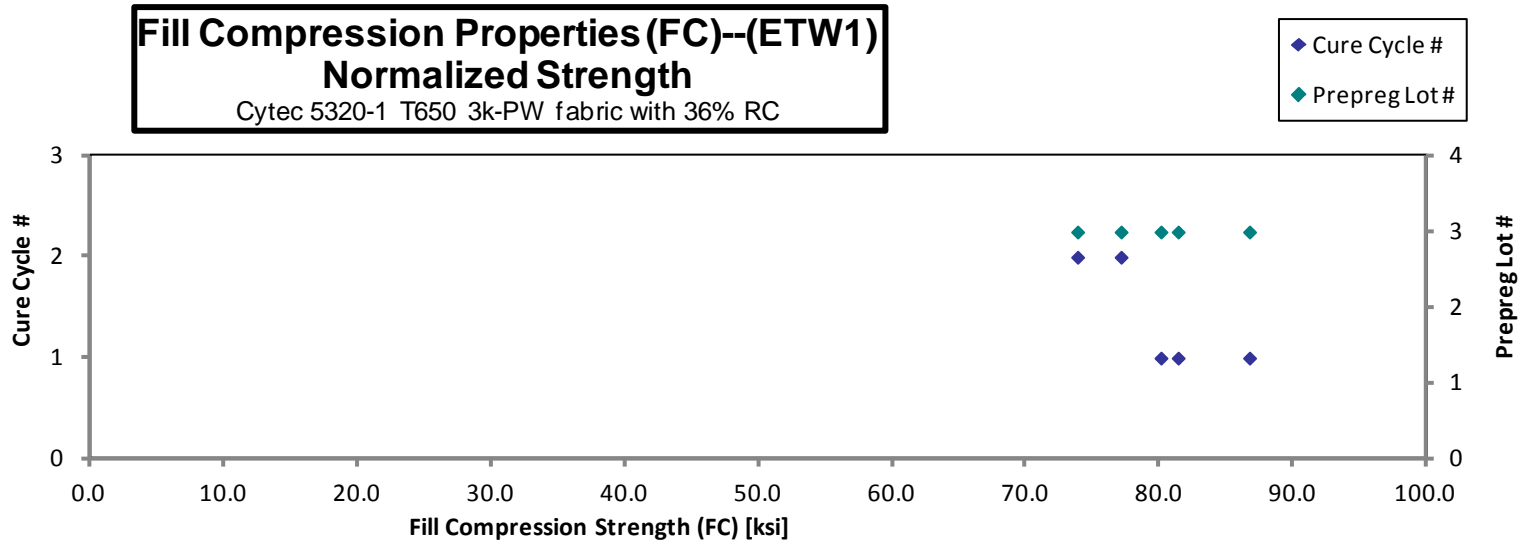 Fill Compression Properties (FC)--(ETW1)
Normalized Strength
Cytec 5320-1 T650 3k-PW fabric with 36% RC
Cure Cycle #
Prepreg Lot #
3
2
1
0
Cure Cycle #
4
3
2
1
0
Prepreg Lot #
0.0 10.0 20.0 30.0 40.0 50.0 60.0 70.0 80.0 90.0 100.0
Fill Compression Strength (FC) [ksi]